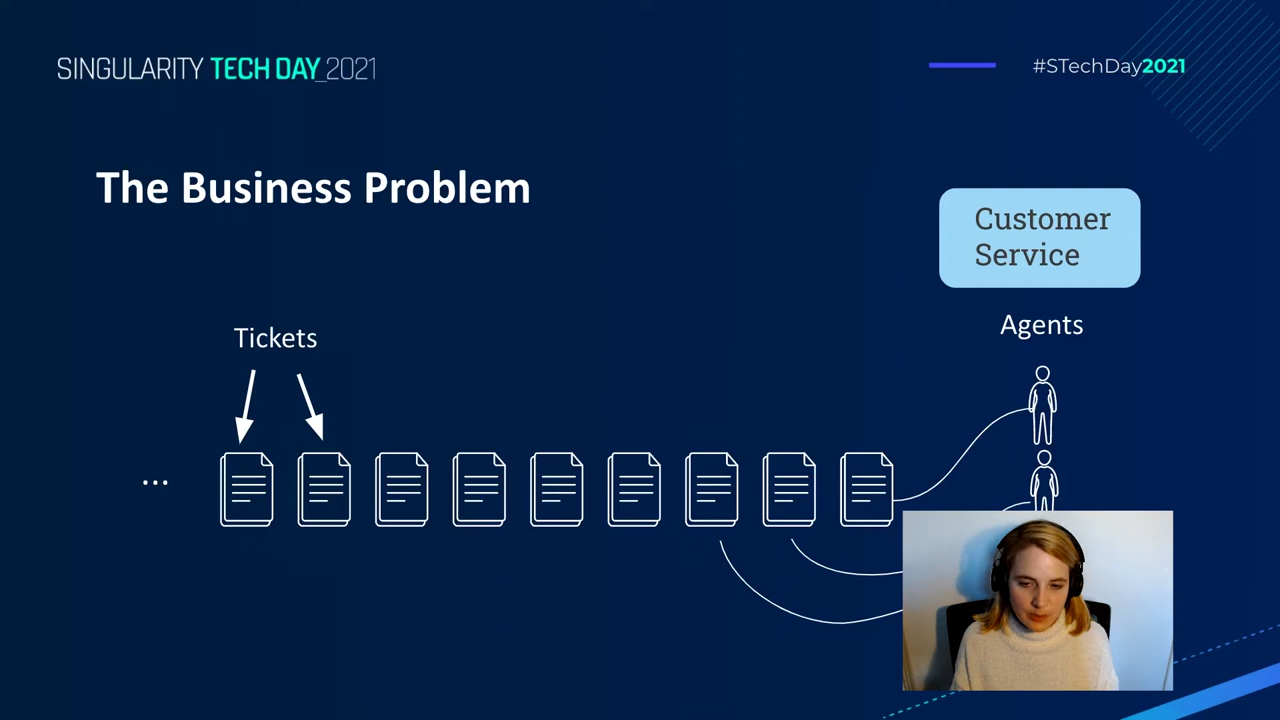 SINGULARITY TECH DAY_2021
#STechDay2021
The Business Problem
Customer
Service
Tickets
Agents
...